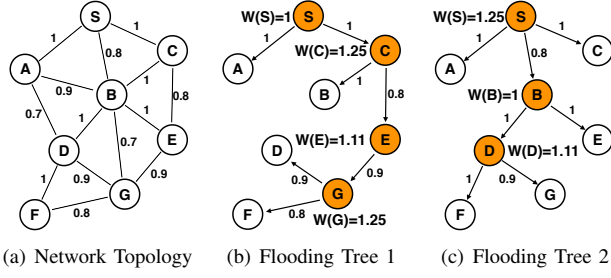 S
1
1
0.8
A
C
0.9
1
B
0.8
0.7
1
1
0.7
D
E
0.9
0.9
1
G
0.8
F
(a) Network Topology
W(S)=1
S
1
1
A
W(C)=1.25
C
1
B
0.8
W(E)=1.11
E
D
0.9
0.9
G
0.8
F
W(G)=1.25
(b) Flooding Tree 1
W(S)=1.25
S
1
1
0.8
A
C
W(B)=1
B
1
1
D
W(D)=1.11
E
1
0.9
F
G
(c) Flooding Tree 2